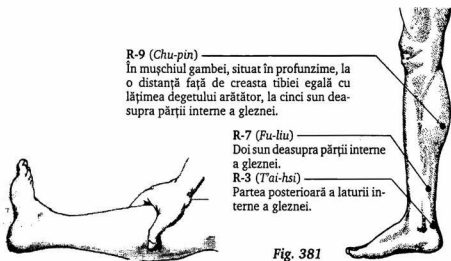 R-9 (Chu-pin)
În mușchiul gambei, situat în profunzime, la
o distanță față de creasta tibiei egală cu
lățimea degetului arătător, la cinci sun dea-
supra părții interne a gleznei.
R-7 (Fu-liu)
Doi sun deasupra părții interne
a gleznei.
R-3 (T'ai-hsi)
Partea posterioară a laturii in-
terne a gleznei.
Fig. 381